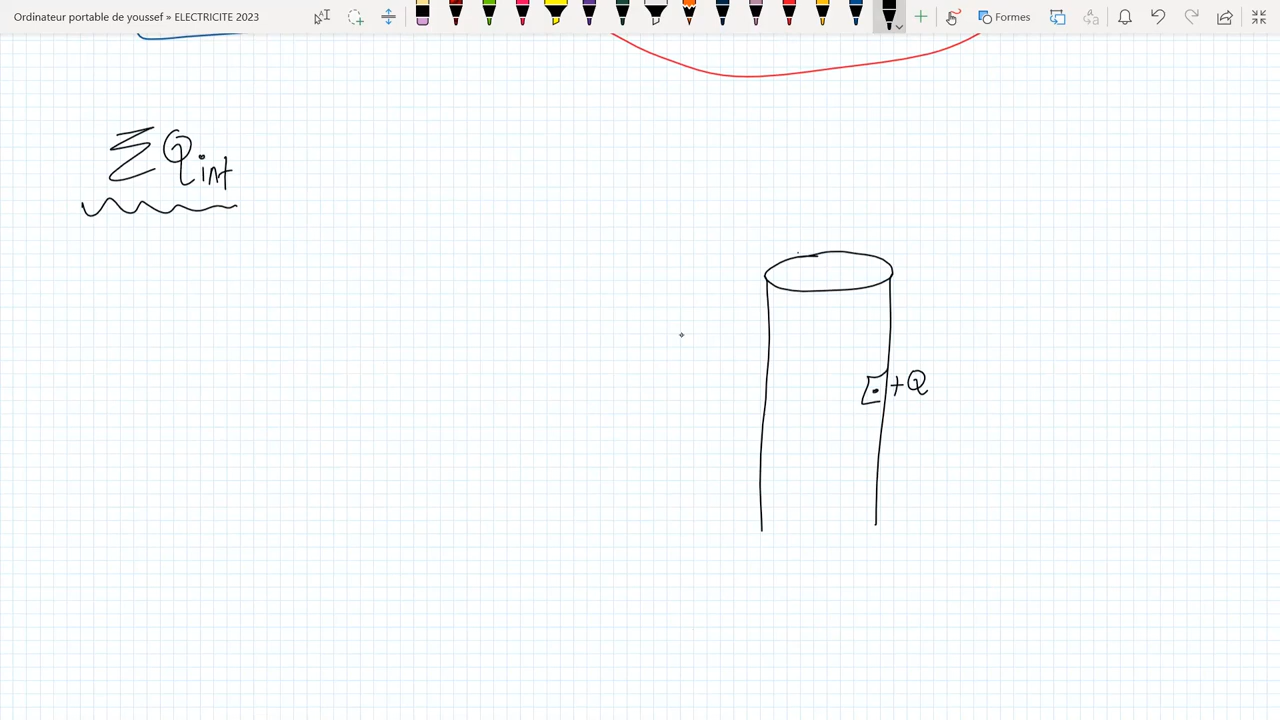 Ordinateur portable de youssef » ELECTRICITE 2023
Formes
ΣQint
+Q